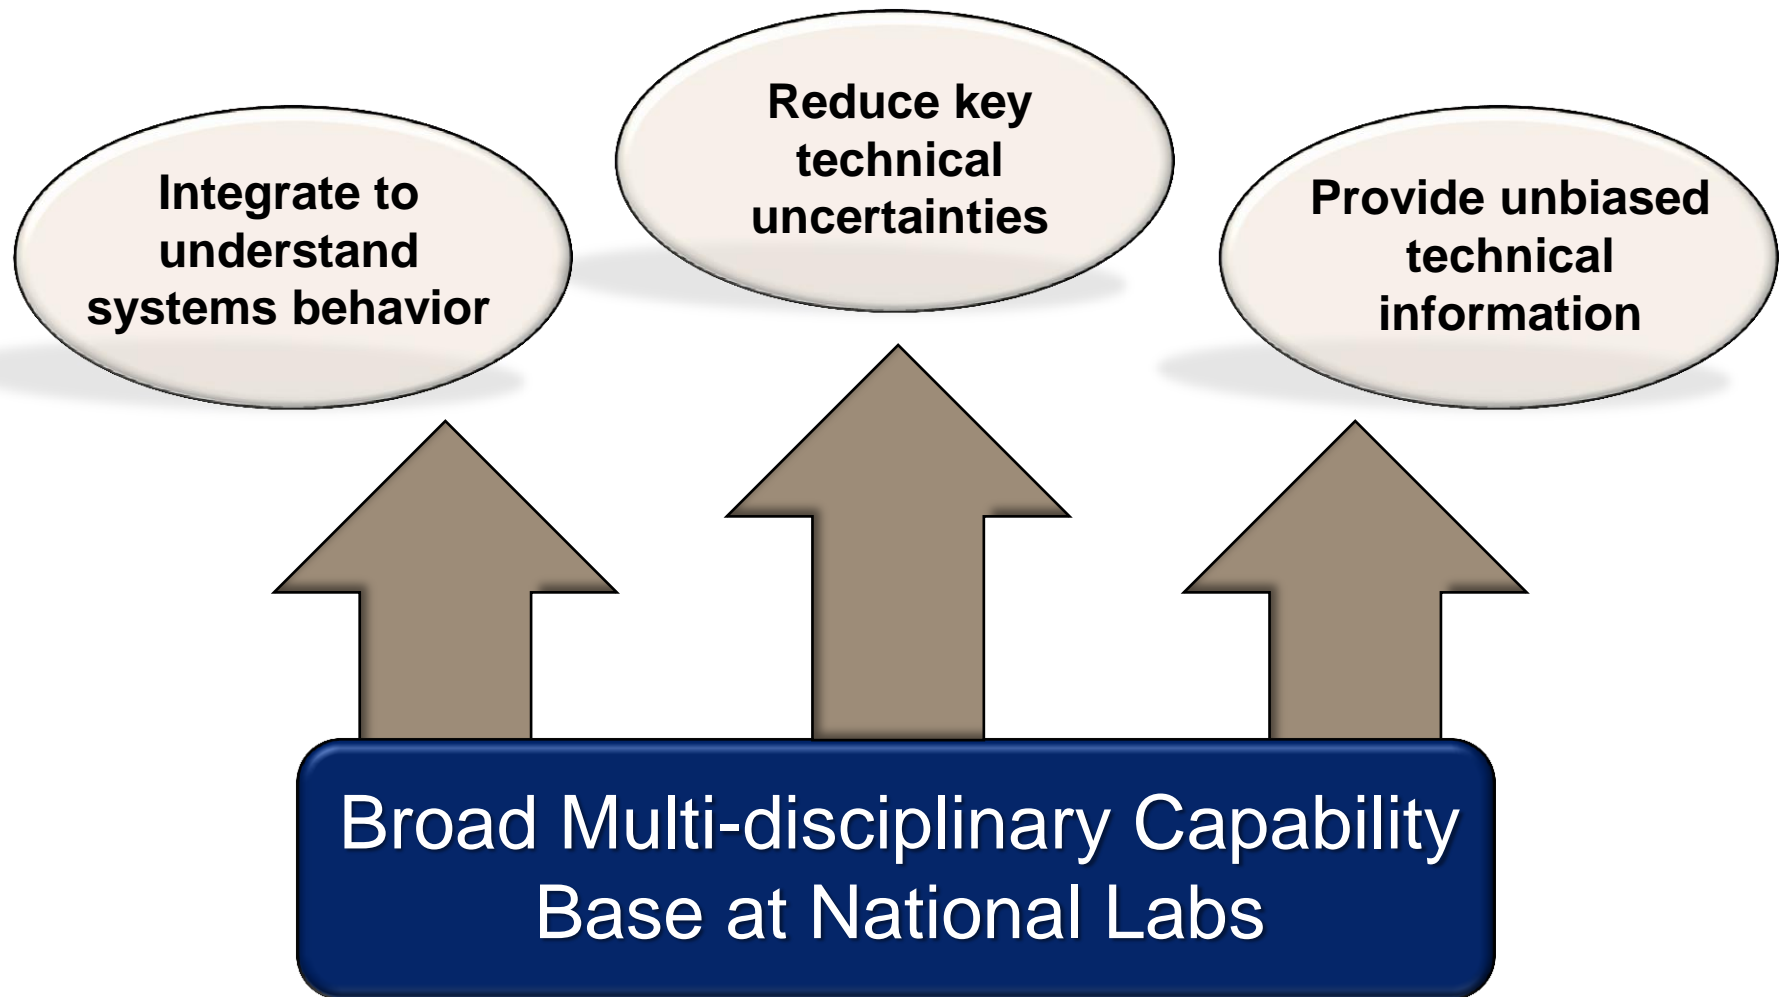 Integrate to
understand
systems behavior
Reduce key
technical
uncertainties
Provide unbiased
technical
information
Broad Multi-disciplinary Capability
Base at National Labs